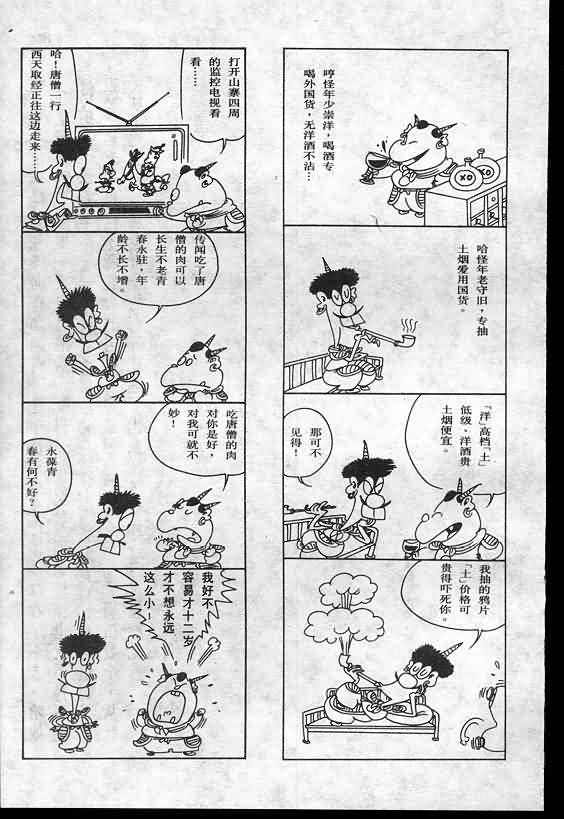 哼怪年少崇洋，喝酒专
喝外国货，无洋酒不沾…
XO
XO
哈怪年老守旧，专抽
土烟爱用国货。
「洋」高档「土」
低级、洋酒贵
土烟便宜。
那可不
见得！
我抽的鸦片
「土」价格可
贵得吓死你。
打开山寨四周
的监控电视看
看……
哈！唐僧一行
西天取经正往
这边走来……
传闻吃了唐
僧的肉可以
长生不老青
春永驻，年
龄不长不增。
吃唐僧的肉
对你是好，
对我可就不
妙！
永葆青
春有何不好？
我好不
容易才十二岁
才不想永远
这么小！